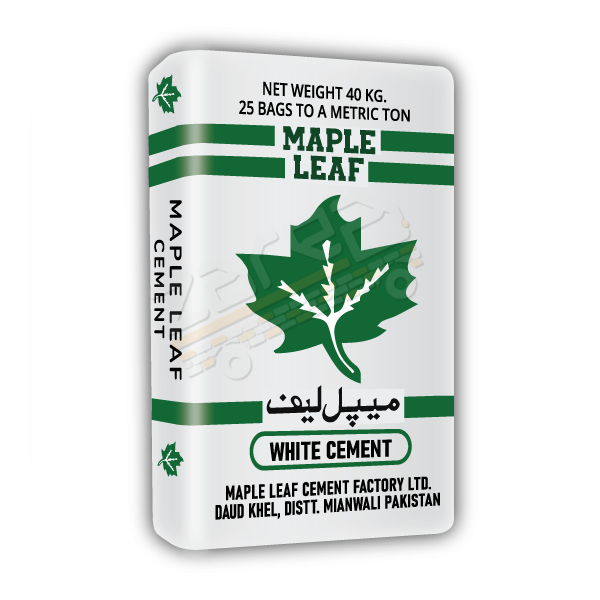 NET WEIGHT 40 KG.
25 BAGS TO A METRIC TON
MAPLE
LEAF
میپل لیف
WHITE CEMENT
MAPLE LEAF CEMENT FACTORY LTD.
DAUD KHEL, DISTT. MIANWALI PAKISTAN
MAPLE LEAF
CEMENT